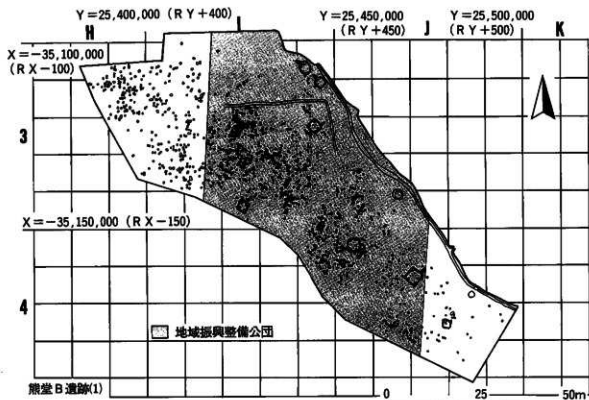 Y=25,400,000 (RY+400)
Y=25,450,000
(RY+450)
Y=25,500,000
(RY+500)
H
I
J
K
X=-35,100,000
(RX-100)
3
X=-35,150,000 (RX-150)
4
地域振興整備公団
熊堂B遺跡(1)
0
25
50m